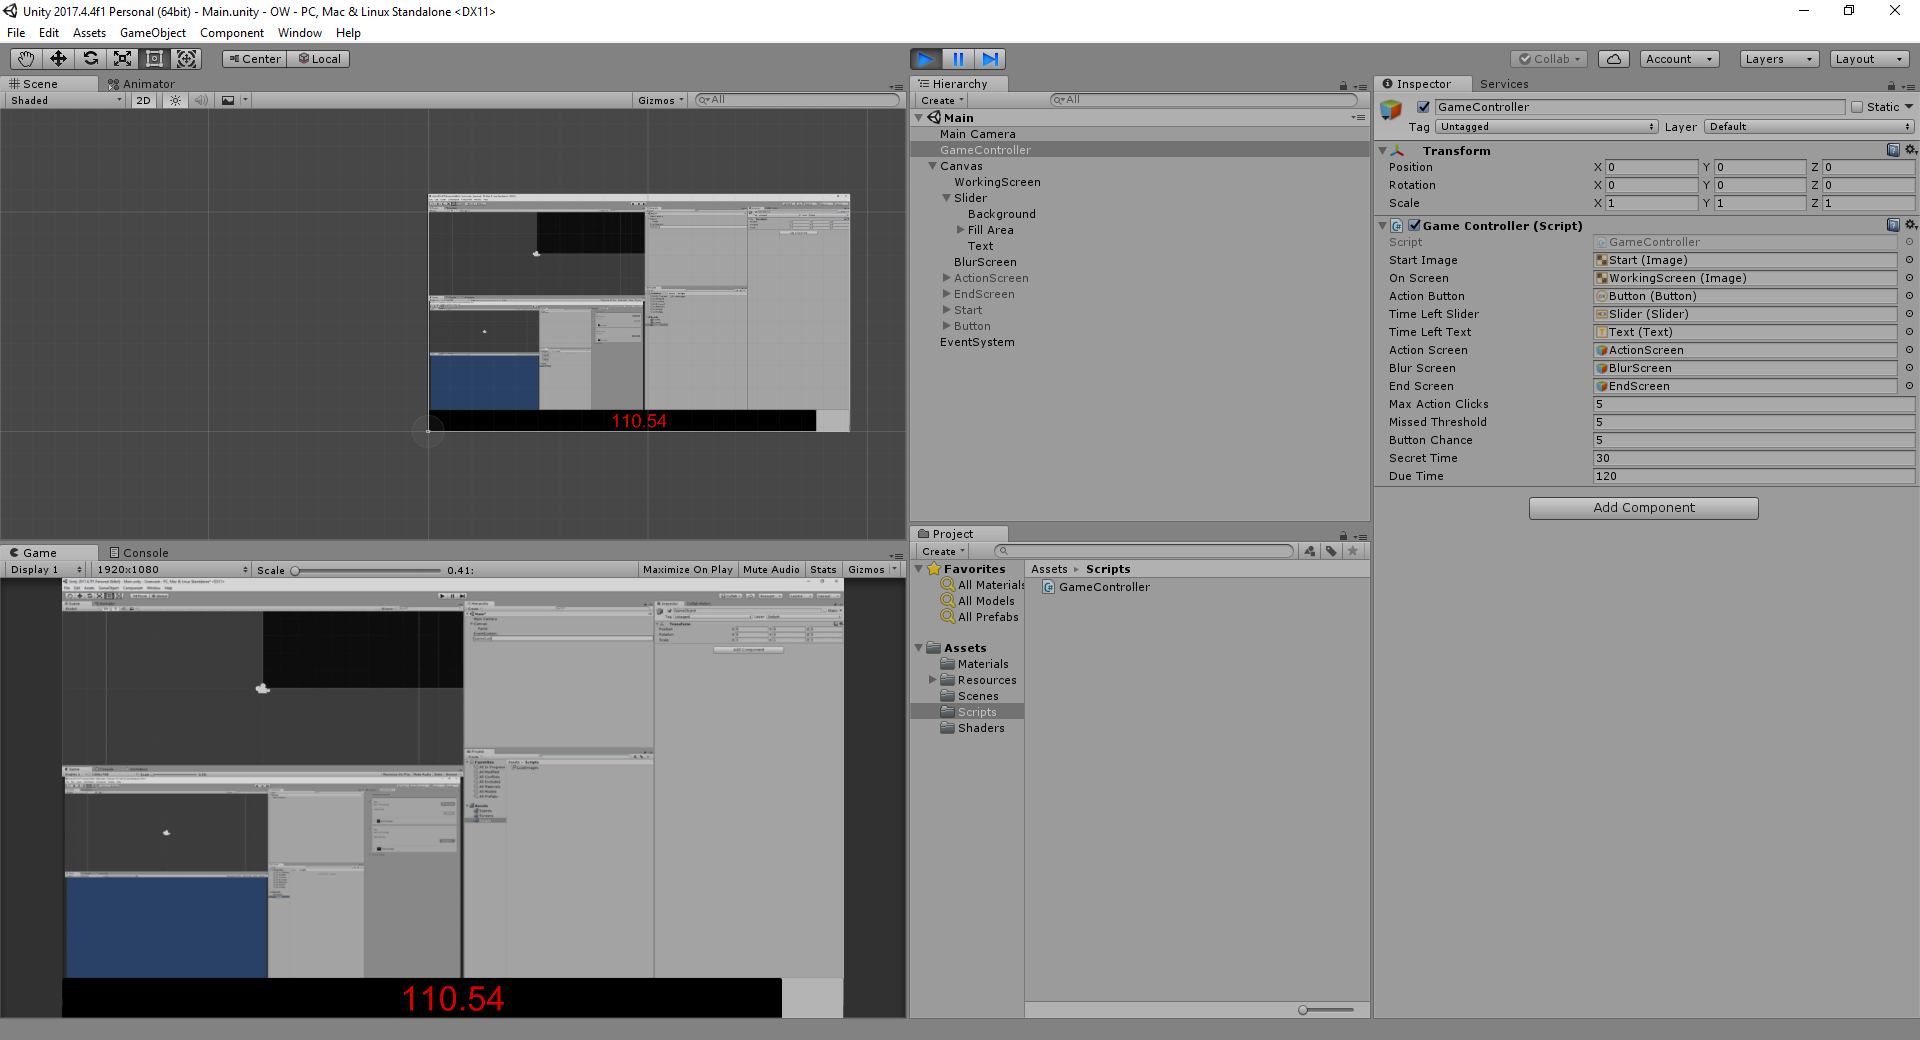 Unity 2017.4.4f1 Personal (64bit) - Main.unity - OW - PC, Mac & Linux Standalone <DX11>
File Edit Assets GameObject Component Window Help
Center Local
Collab Account Layers Layout
Scene Animator
Shaded 2D Gizmos All
110.54
Game Console
Display 1 1920x1080 Scale 0.41: Maximize On Play Mute Audio Stats Gizmos
110.54
Hierarchy
Create All
Main
Main Camera
GameController
Canvas
WorkingScreen
Slider
Background
Fill Area
Text
BlurScreen
ActionScreen
EndScreen
Start
Button
EventSystem
Project
Create
Favorites
All Materials
All Models
All Prefabs
Assets
Materials
Resources
Scenes
Scripts
Shaders
Assets Scripts
GameController
Inspector Services
GameController Static
Tag Untagged Layer Default
Transform
Position X 0 Y 0 Z 0
Rotation X 0 Y 0 Z 0
Scale X 1 Y 1 Z 1
Game Controller (Script)
Script GameController
Start Image Start (Image)
On Screen WorkingScreen (Image)
Action Button Button (Button)
Time Left Slider Slider (Slider)
Time Left Text Text (Text)
Action Screen ActionScreen
Blur Screen BlurScreen
End Screen EndScreen
Max Action Clicks 5
Missed Threshold 5
Button Chance 5
Secret Time 30
Due Time 120
Add Component